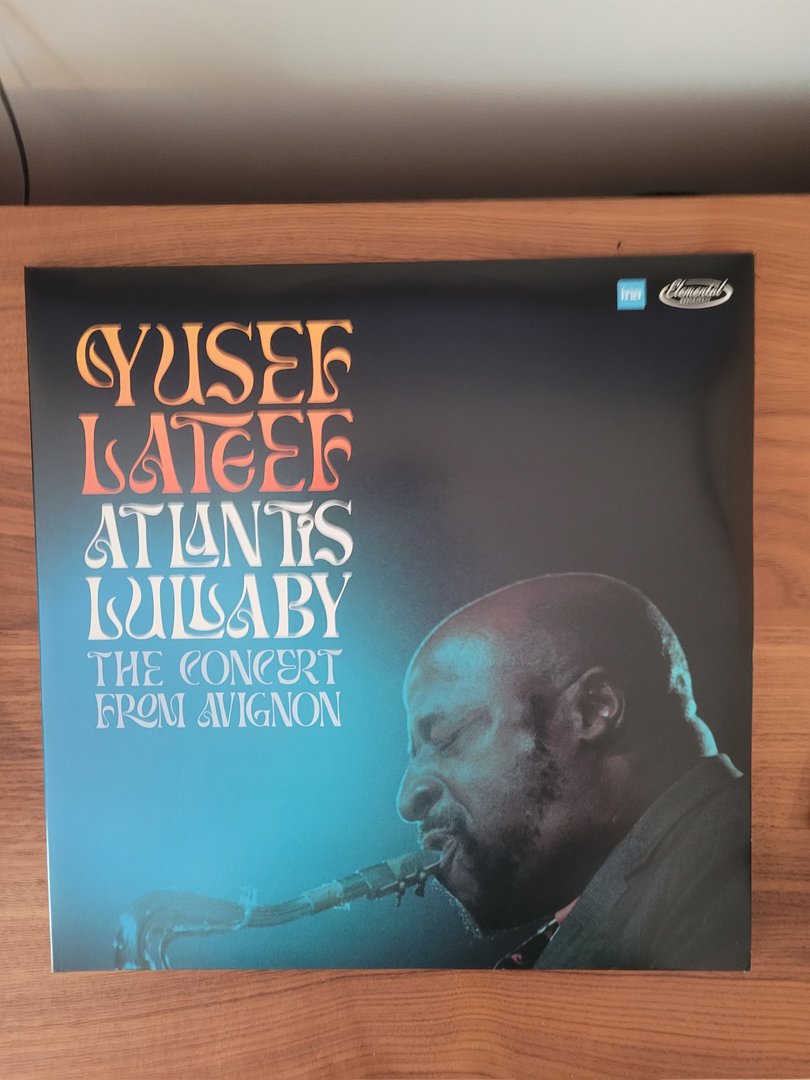 YUSEF
LATEEF
ATLANTIS
LULLABY
THE CONCERT
FROM AVIGNON
Elemental